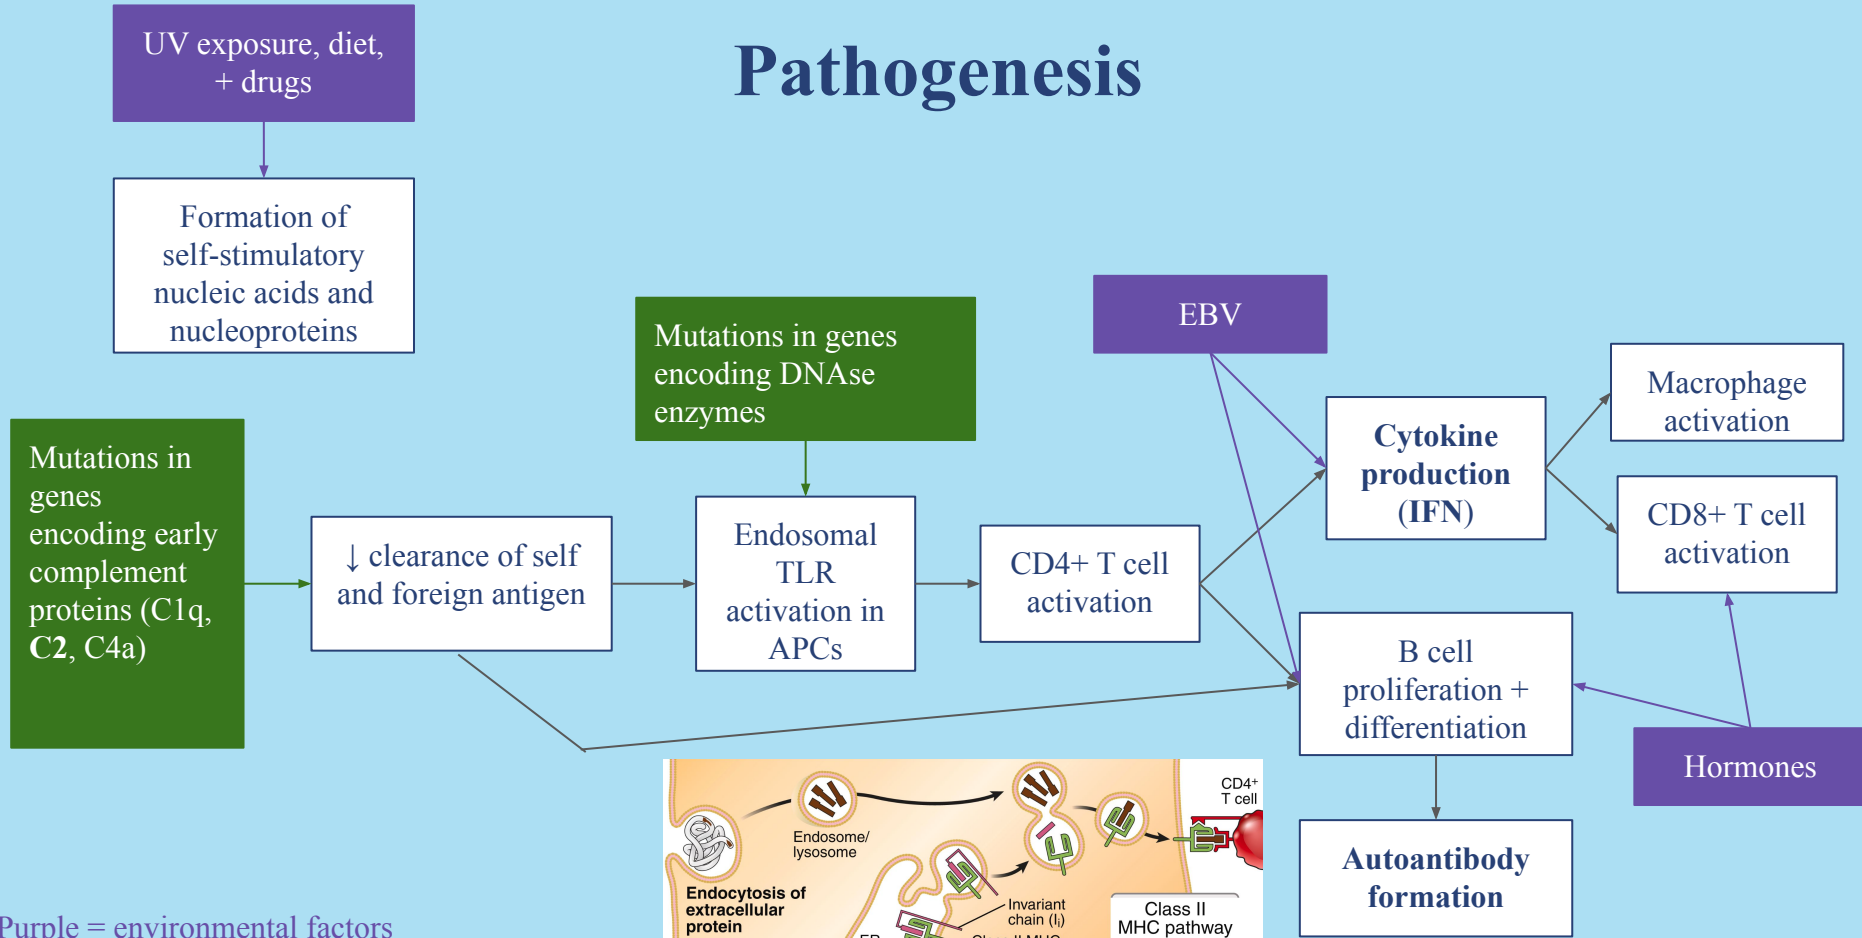 Pathogenesis
UV exposure, diet,
+ drugs
Formation of
self-stimulatory
nucleic acids and
nucleoproteins
Mutations in genes
encoding DNAse
enzymes
EBV
Mutations in
genes
encoding early
complement
proteins (C1q,
C2, C4a)
↓ clearance of self
and foreign antigen
Endosomal
TLR
activation in
APCs
CD4+ T cell
activation
Cytokine
production
(IFN)
Macrophage
activation
CD8+ T cell
activation
B cell
proliferation +
differentiation
Hormones
Autoantibody
formation
Endosome/
lysosome
CD4+
T cell
Endocytosis of
extracellular
protein
Invariant
chain (Ii)
Class II MHC
ER
Class II
MHC pathway
Purple = environmental factors